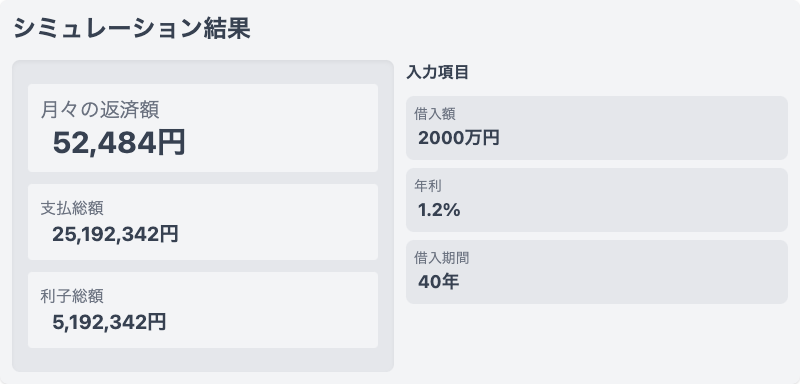 シミュレーション結果
月々の返済額
52,484円
支払総額
25,192,342円
利子総額
5,192,342円
入力項目
借入額
2000万円
年利
1.2%
借入期間
40年